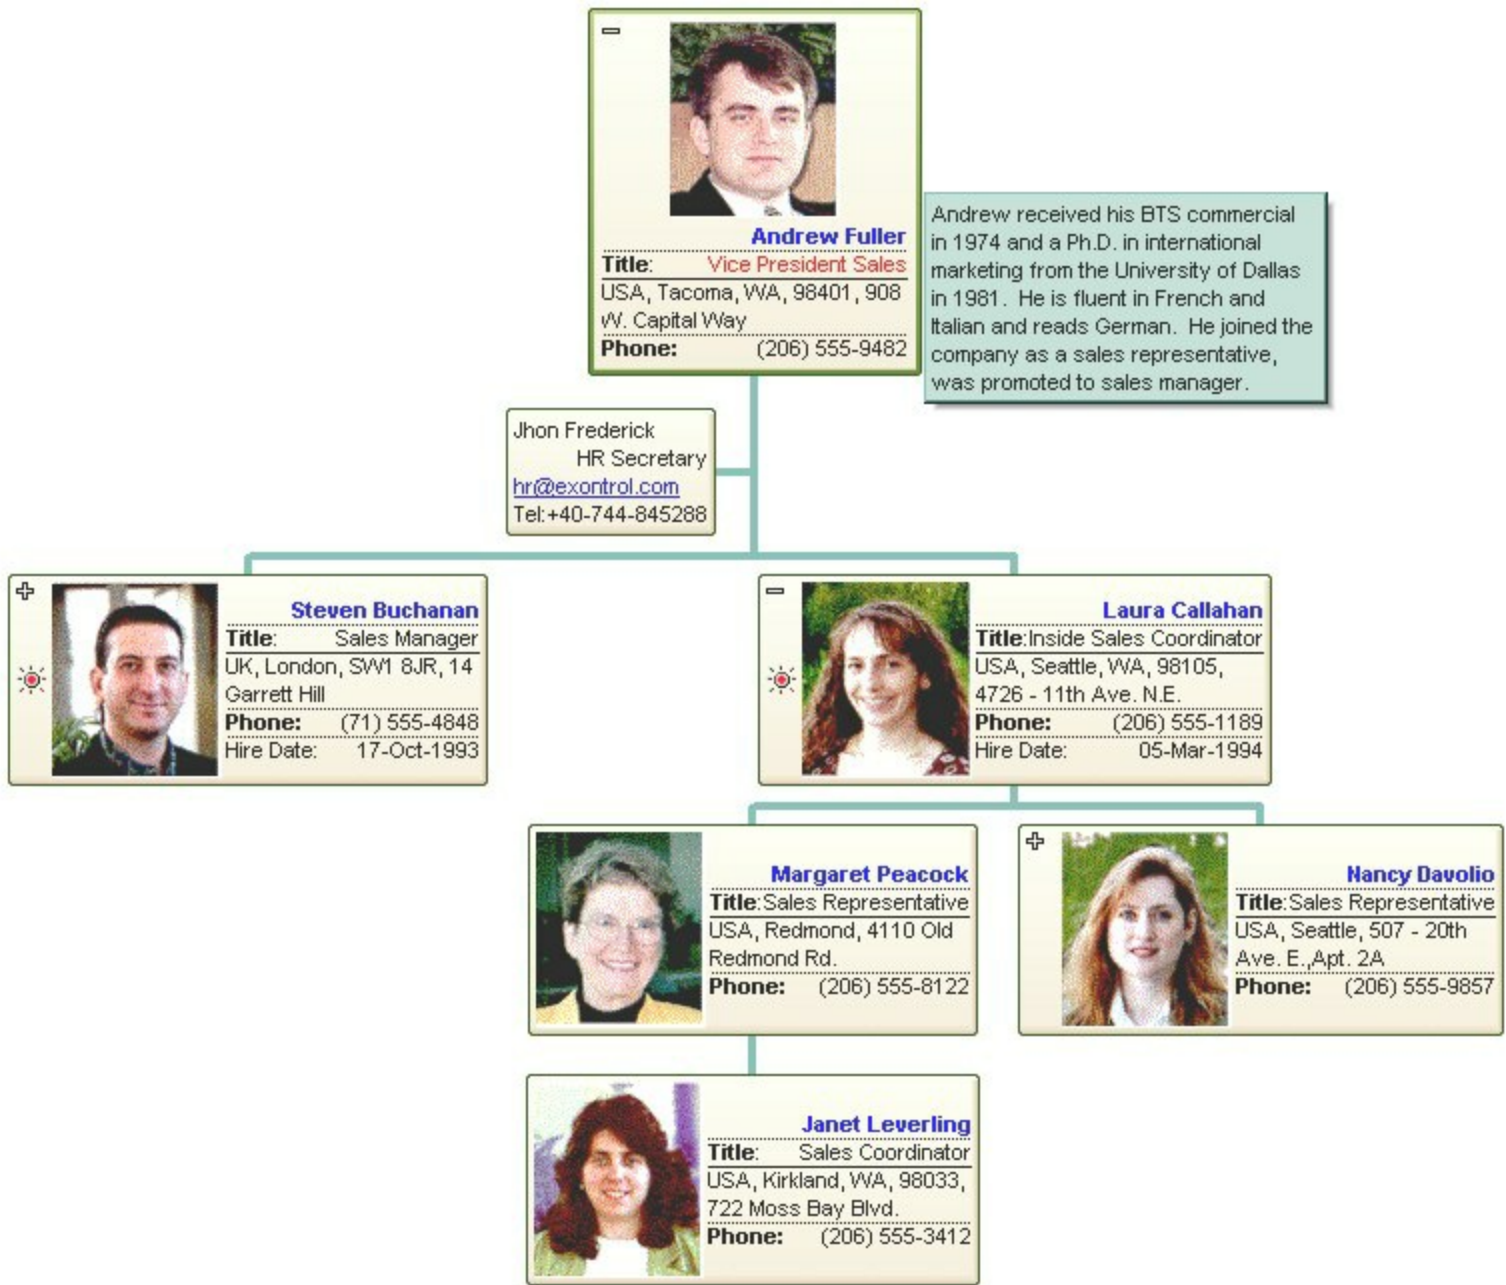 Andrew Fuller
Title: Vice President Sales
USA, Tacoma, WA, 98401, 908
W. Capital Way
Phone: (206) 555-9482
Andrew received his BTS commercial
in 1974 and a Ph.D. in international
marketing from the University of Dallas
in 1981. He is fluent in French and
Italian and reads German. He joined the
company as a sales representative,
was promoted to sales manager.
Jhon Frederick
HR Secretary
hr@exontrol.com
Tel:+40-744-845288
Steven Buchanan
Title: Sales Manager
UK, London, SW1 8JR, 14
Garrett Hill
Phone: (71) 555-4848
Hire Date: 17-Oct-1993
Laura Callahan
Title:Inside Sales Coordinator
USA, Seattle, WA, 98105,
4726 - 11th Ave. N.E.
Phone: (206) 555-1189
Hire Date: 05-Mar-1994
Margaret Peacock
Title:Sales Representative
USA, Redmond, 4110 Old
Redmond Rd.
Phone: (206) 555-8122
Nancy Davolio
Title:Sales Representative
USA, Seattle, 507 - 20th
Ave. E.,Apt. 2A
Phone: (206) 555-9857
Janet Leverling
Title: Sales Coordinator
USA, Kirkland, WA, 98033,
722 Moss Bay Blvd.
Phone: (206) 555-3412